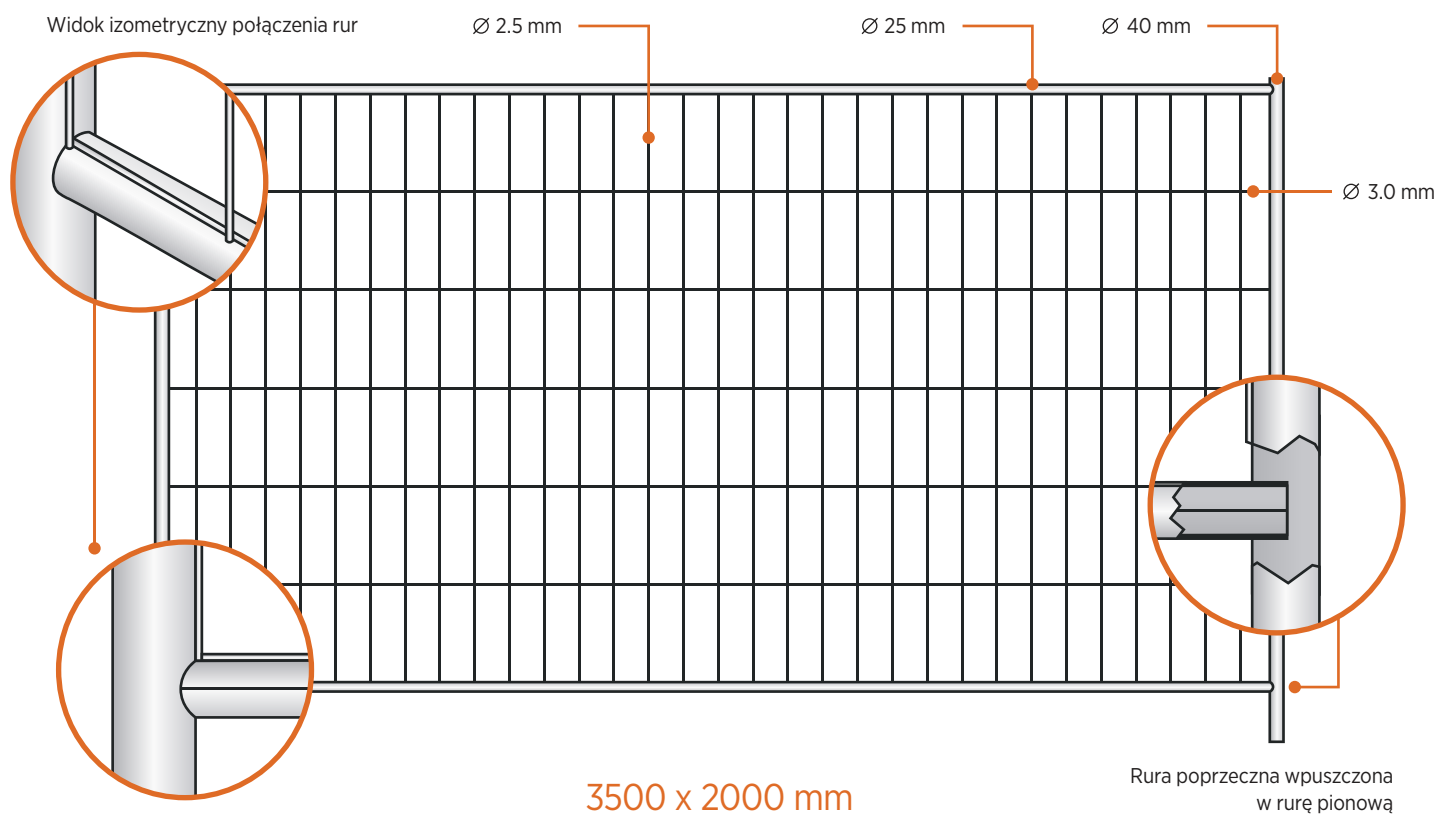 Widok izometryczny połączenia rur
Ø 2.5 mm
Ø 25 mm
Ø 40 mm
Ø 3.0 mm
3500 x 2000 mm
Rura poprzeczna wpuszczona
w rurę pionową